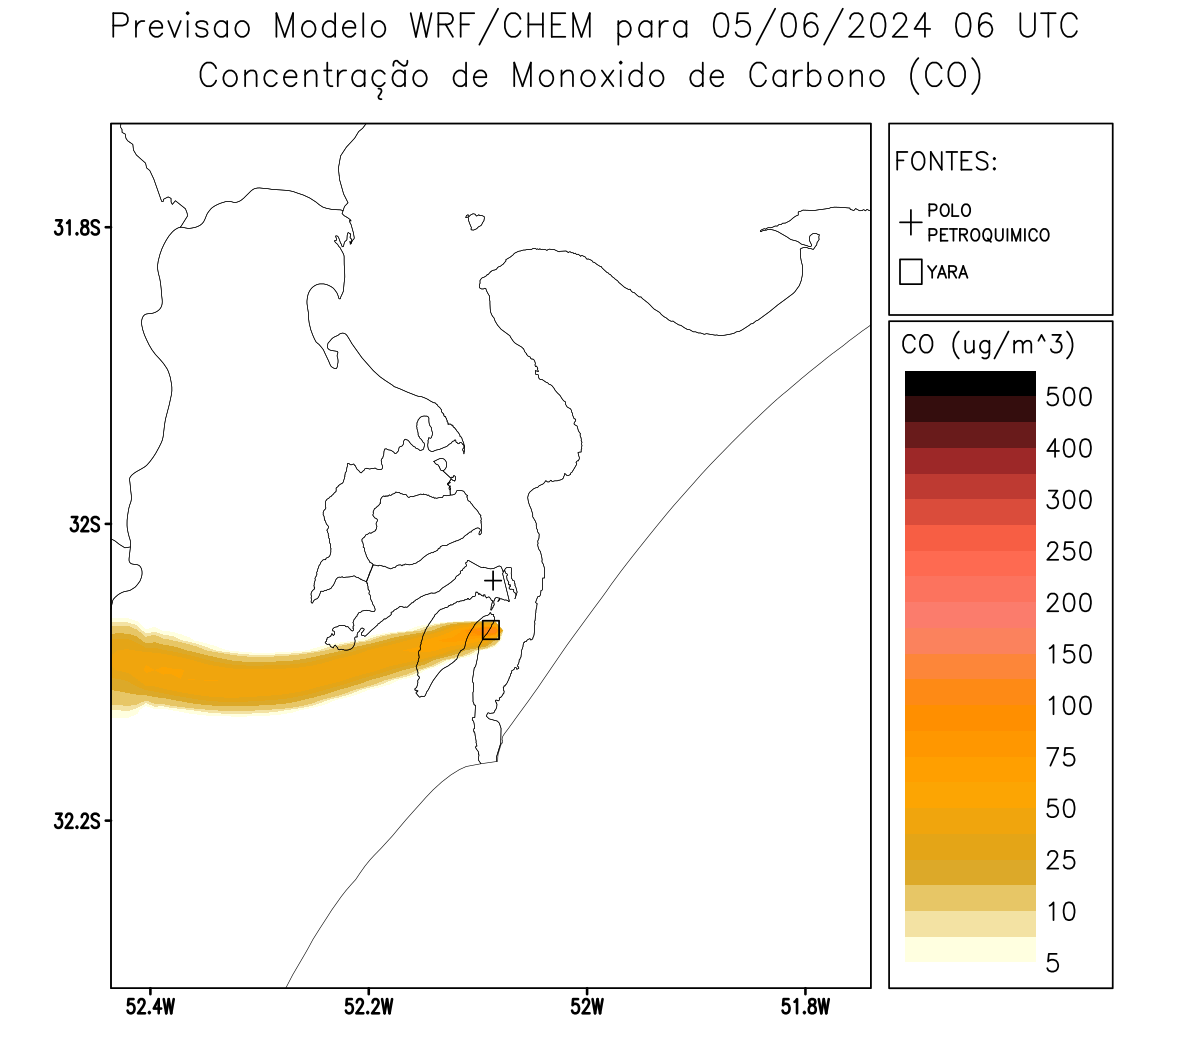 Previsao Modelo WRF/CHEM para 05/06/2024 06 UTC
Concentração de Monoxido de Carbono (CO)
FONTES:
POLO
PETROQUIMICO
YARA
CO (ug/m^3)
500
400
300
250
200
150
100
75
50
25
10
5
31.8S
32S
32.2S
52.4W
52.2W
52W
51.8W